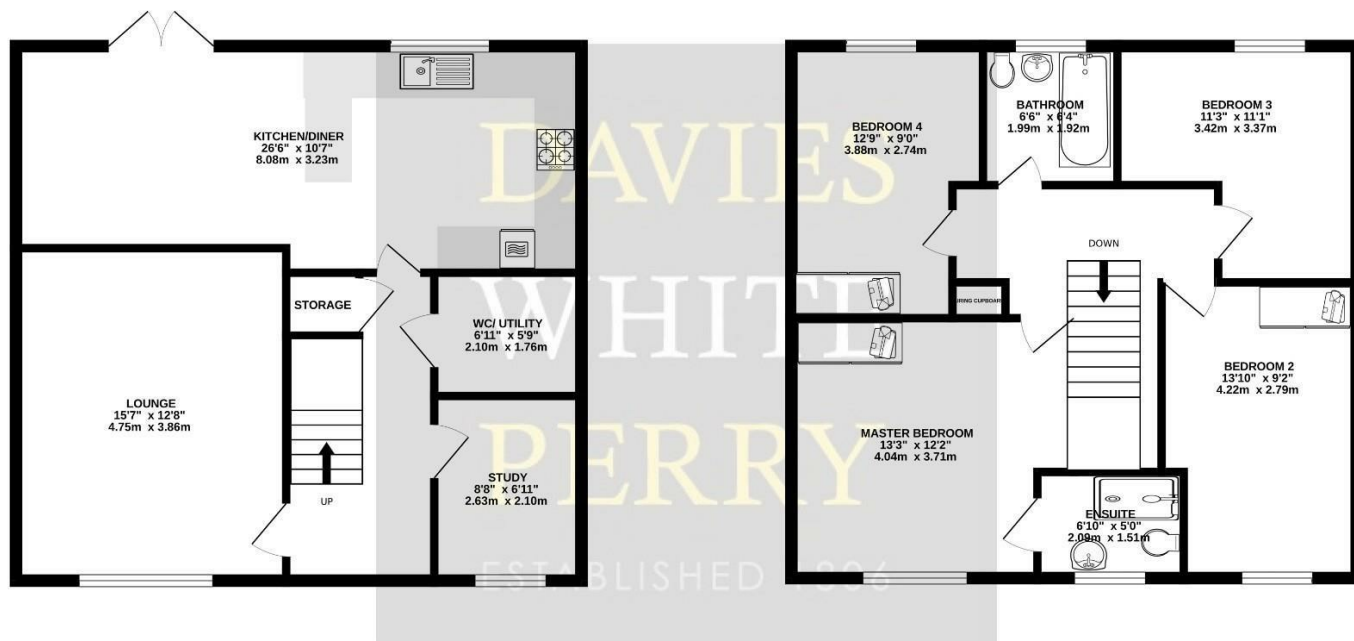 KITCHEN/DINER
26'6" x 10'7"
8.08m x 3.23m
STORAGE
WC/ UTILITY
6'11" x 5'9"
2.10m x 1.76m
LOUNGE
15'7" x 12'8"
4.75m x 3.86m
UP
STUDY
8'8" x 6'11"
2.63m x 2.10m
BEDROOM 4
12'9" x 9'0"
3.88m x 2.74m
BATHROOM
6'6" x 6'4"
1.99m x 1.92m
BEDROOM 3
11'3" x 11'1"
3.42m x 3.37m
DOWN
CUPBOARD
MASTER BEDROOM
13'3" x 12'2"
4.04m x 3.71m
BEDROOM 2
13'10" x 9'2"
4.22m x 2.79m
ENSUITE
6'10" x 5'0"
2.09m x 1.51m
DAVIES
WHITE
PERRY
ESTABLISHED 1806